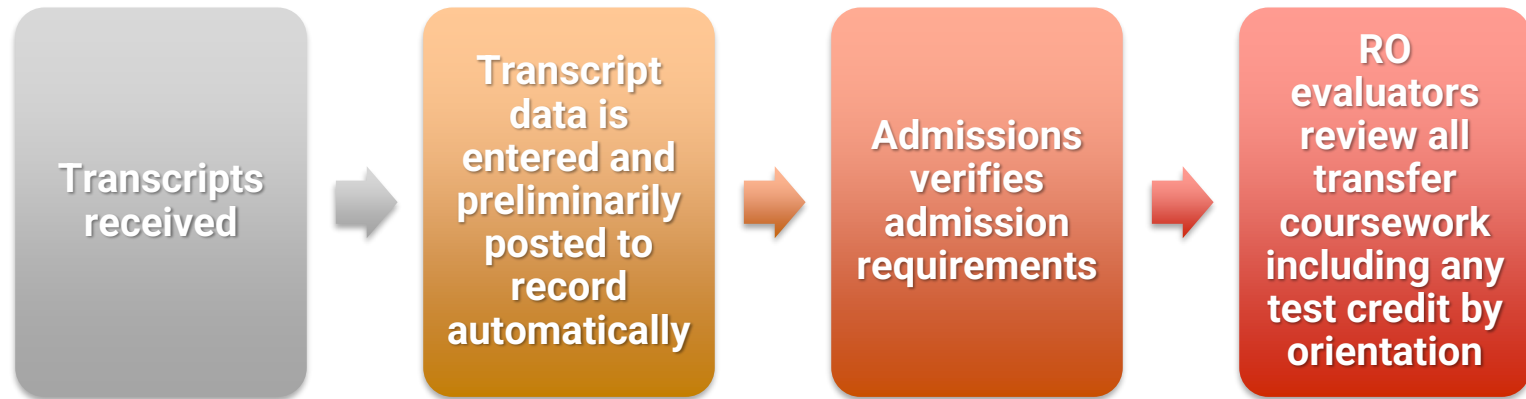 Transcripts
received
Transcript
data is
entered and
preliminarily
posted to
record
automatically
Admissions
verifies
admission
requirements
RO
evaluators
review all
transfer
coursework
including any
test credit by
orientation